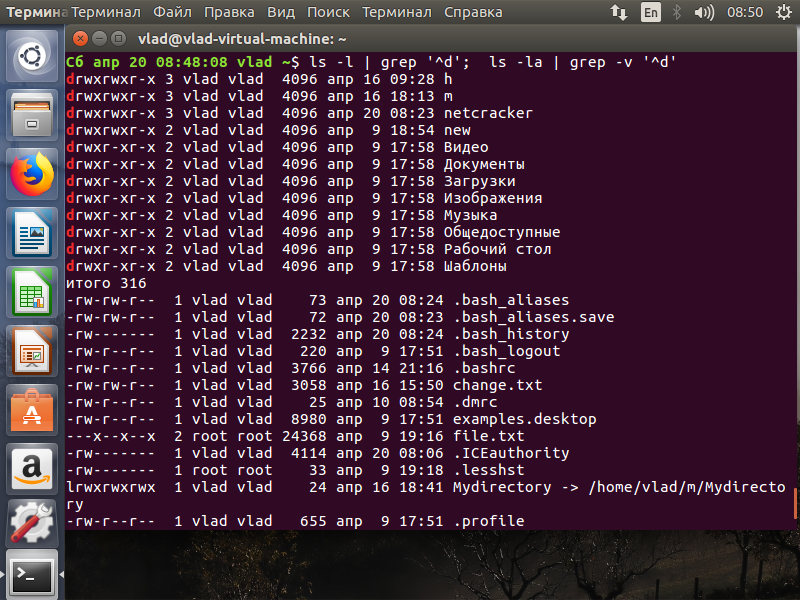 Термина Терминал Файл Правка Вид Поиск Терминал Справка En 08:50
vlad@vlad-virtual-machine: ~
Сб апр 20 08:48:08 vlad ~$ ls -l | grep '^d';  ls -la | grep -v '^d'
drwxrwxr-x 3 vlad vlad  4096 апр 16 09:28 h
drwxrwxr-x 3 vlad vlad  4096 апр 16 18:13 m
drwxrwxr-x 3 vlad vlad  4096 апр 20 08:23 netcracker
drwxrwxr-x 2 vlad vlad  4096 апр  9 18:54 new
drwxr-xr-x 2 vlad vlad  4096 апр  9 17:58 Видео
drwxr-xr-x 2 vlad vlad  4096 апр  9 17:58 Документы
drwxr-xr-x 2 vlad vlad  4096 апр  9 17:58 Загрузки
drwxr-xr-x 2 vlad vlad  4096 апр  9 17:58 Изображения
drwxr-xr-x 2 vlad vlad  4096 апр  9 17:58 Музыка
drwxr-xr-x 2 vlad vlad  4096 апр  9 17:58 Общедоступные
drwxr-xr-x 2 vlad vlad  4096 апр  9 17:58 Рабочий стол
drwxr-xr-x 2 vlad vlad  4096 апр  9 17:58 Шаблоны
итого 316
-rw-rw-r--  1 vlad vlad    73 апр 20 08:24 .bash_aliases
-rw-rw-r--  1 vlad vlad    72 апр 20 08:23 .bash_aliases.save
-rw-------  1 vlad vlad  2232 апр 20 08:24 .bash_history
-rw-r--r--  1 vlad vlad   220 апр  9 17:51 .bash_logout
-rw-r--r--  1 vlad vlad  3766 апр 14 21:16 .bashrc
-rw-rw-r--  1 vlad vlad  3058 апр 16 15:50 change.txt
-rw-r--r--  1 vlad vlad    25 апр 10 08:54 .dmrc
-rw-r--r--  1 vlad vlad  8980 апр  9 17:51 examples.desktop
---x--x--x  2 root root 24368 апр  9 19:16 file.txt
-rw-------  1 vlad vlad  4114 апр 20 08:06 .ICEauthority
-rw-------  1 root root    33 апр  9 19:18 .lesshst
lrwxrwxrwx  1 vlad vlad    24 апр 16 18:41 Mydirectory -> /home/vlad/m/Mydirecto
ry
-rw-r--r--  1 vlad vlad   655 апр  9 17:51 .profile